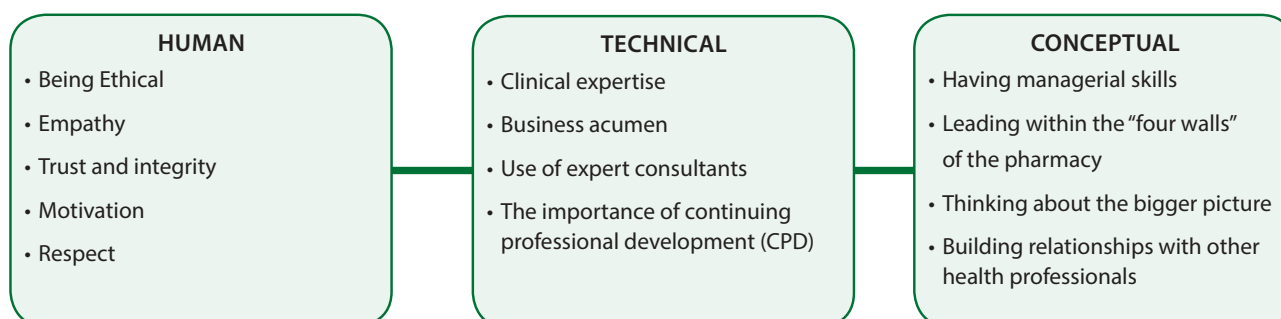 HUMAN
• Being Ethical
• Empathy
• Trust and integrity
• Motivation
• Respect
TECHNICAL
• Clinical expertise
• Business acumen
• Use of expert consultants
• The importance of continuing
professional development (CPD)
CONCEPTUAL
• Having managerial skills
• Leading within the “four walls”
of the pharmacy
• Thinking about the bigger picture
• Building relationships with other
health professionals